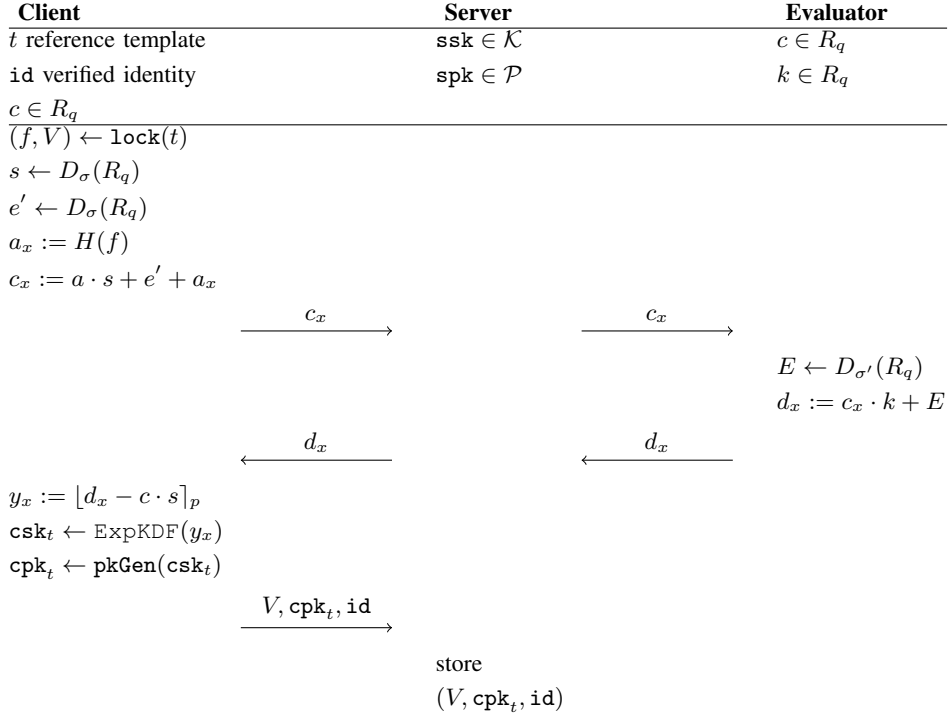 Client Server Evaluator
t reference template ssk ∈ 𝒦 c ∈ R_q
id verified identity spk ∈ 𝒫 k ∈ R_q
c ∈ R_q
(f, V) ← lock(t)
s ← D_σ(R_q)
e′ ← D_σ(R_q)
a_x := H(f)
c_x := a · s + e′ + a_x
c_x c_x
E ← D_σ′(R_q)
d_x := c_x · k + E
d_x d_x
y_x := ⌊d_x − c · s⌉_p
csk_t ← ExpKDF(y_x)
cpk_t ← pkGen(csk_t)
V, cpk_t, id
store
(V, cpk_t, id)